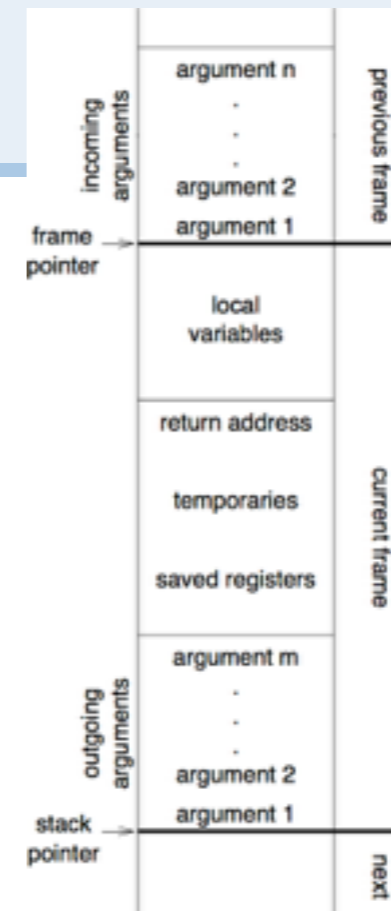 argument n
.
.
.
argument 2
argument 1
incoming
arguments
previous frame
frame
pointer
local
variables
return address
temporaries
saved registers
current frame
argument m
.
.
.
argument 2
argument 1
outgoing
arguments
stack
pointer
next